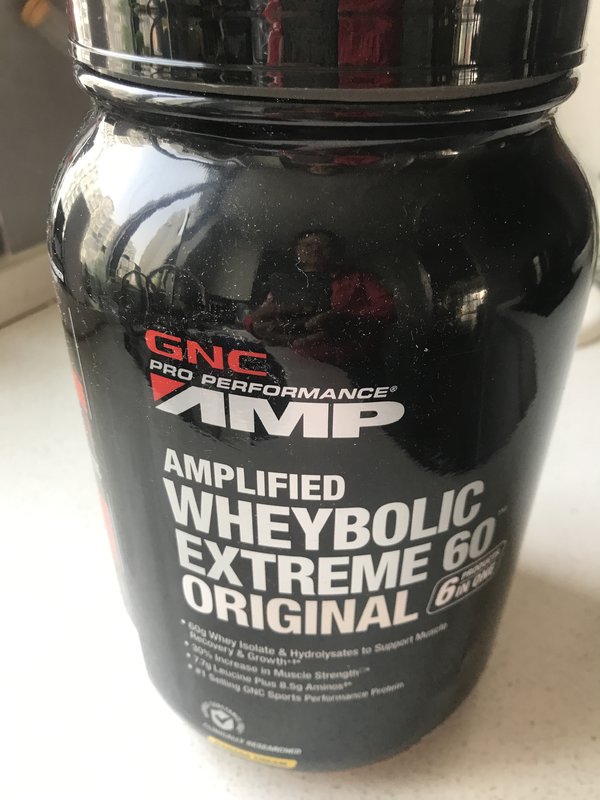 GNC
PRO PERFORMANCE®
AMP
AMPLIFIED
WHEYBOLIC
EXTREME 60™
ORIGINAL
6 PRODUCTS
IN ONE
• 60g Whey Isolate & Hydrolysates to Support Muscle
Recovery & Growth
• 30% Increase in Muscle Strength
• 7.7g Leucine Plus 8.5g Aminos
• #1 Selling GNC Sports Performance Protein
CLINICALLY RESEARCHED